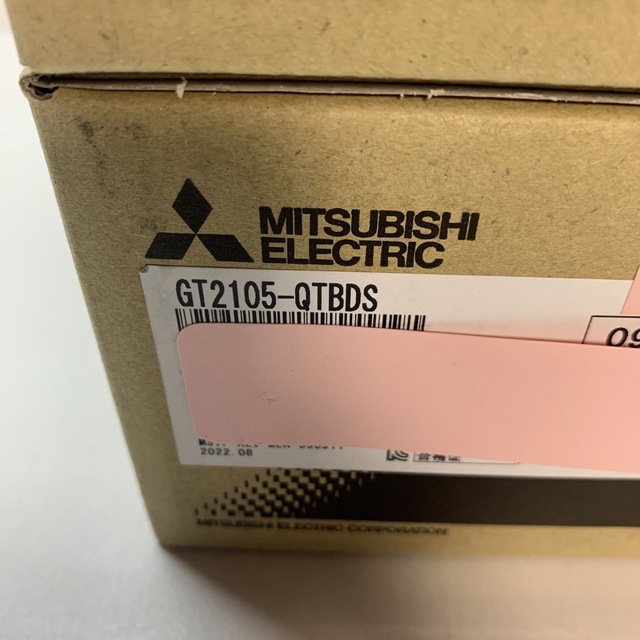 MITSUBISHI
ELECTRIC
GT2105-QTBDS
09
2022.08
MITSUBISHI ELECTRIC CORPORATION